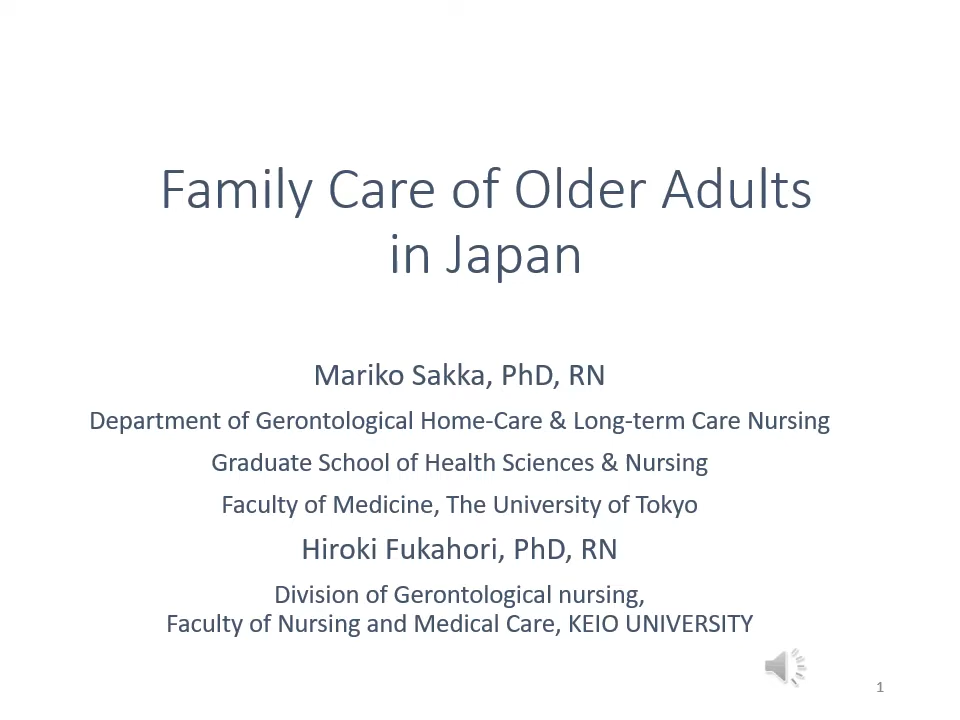 Family Care of Older Adults
in Japan
Mariko Sakka, PhD, RN
Department of Gerontological Home-Care & Long-term Care Nursing
Graduate School of Health Sciences & Nursing
Faculty of Medicine, The University of Tokyo
Hiroki Fukahori, PhD, RN
Division of Gerontological nursing,
Faculty of Nursing and Medical Care, KEIO UNIVERSITY
1